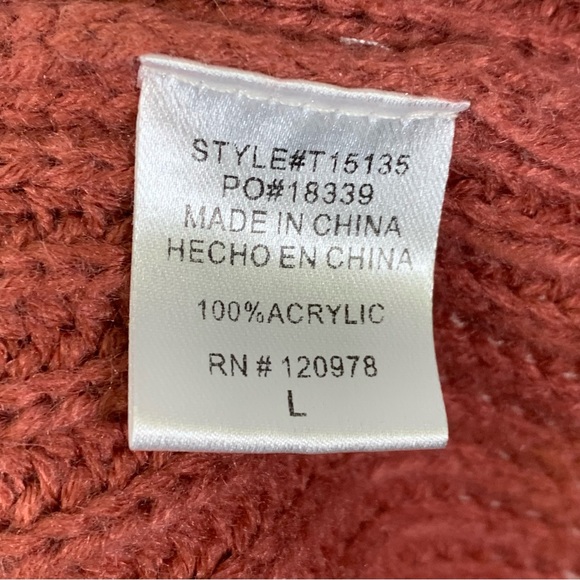 STYLE#T15135
PO#18339
MADE IN CHINA
HECHO EN CHINA
100%ACRYLIC
RN # 120978
L